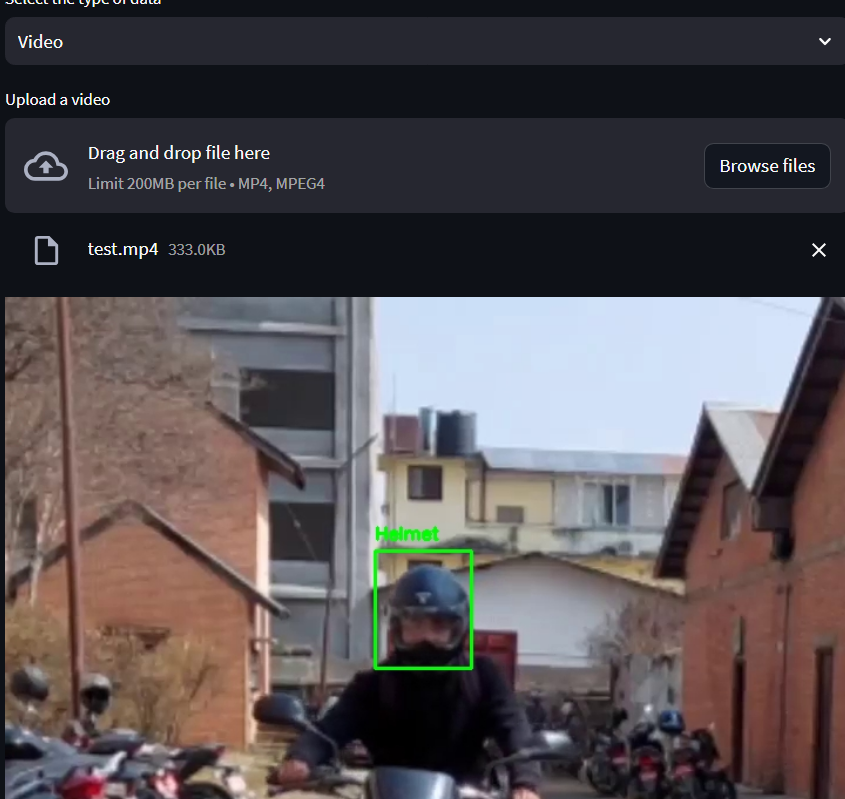 Select the type of data
Video
Upload a video
Drag and drop file here
Limit 200MB per file • MP4, MPEG4
Browse files
test.mp4 333.0KB
Helmet